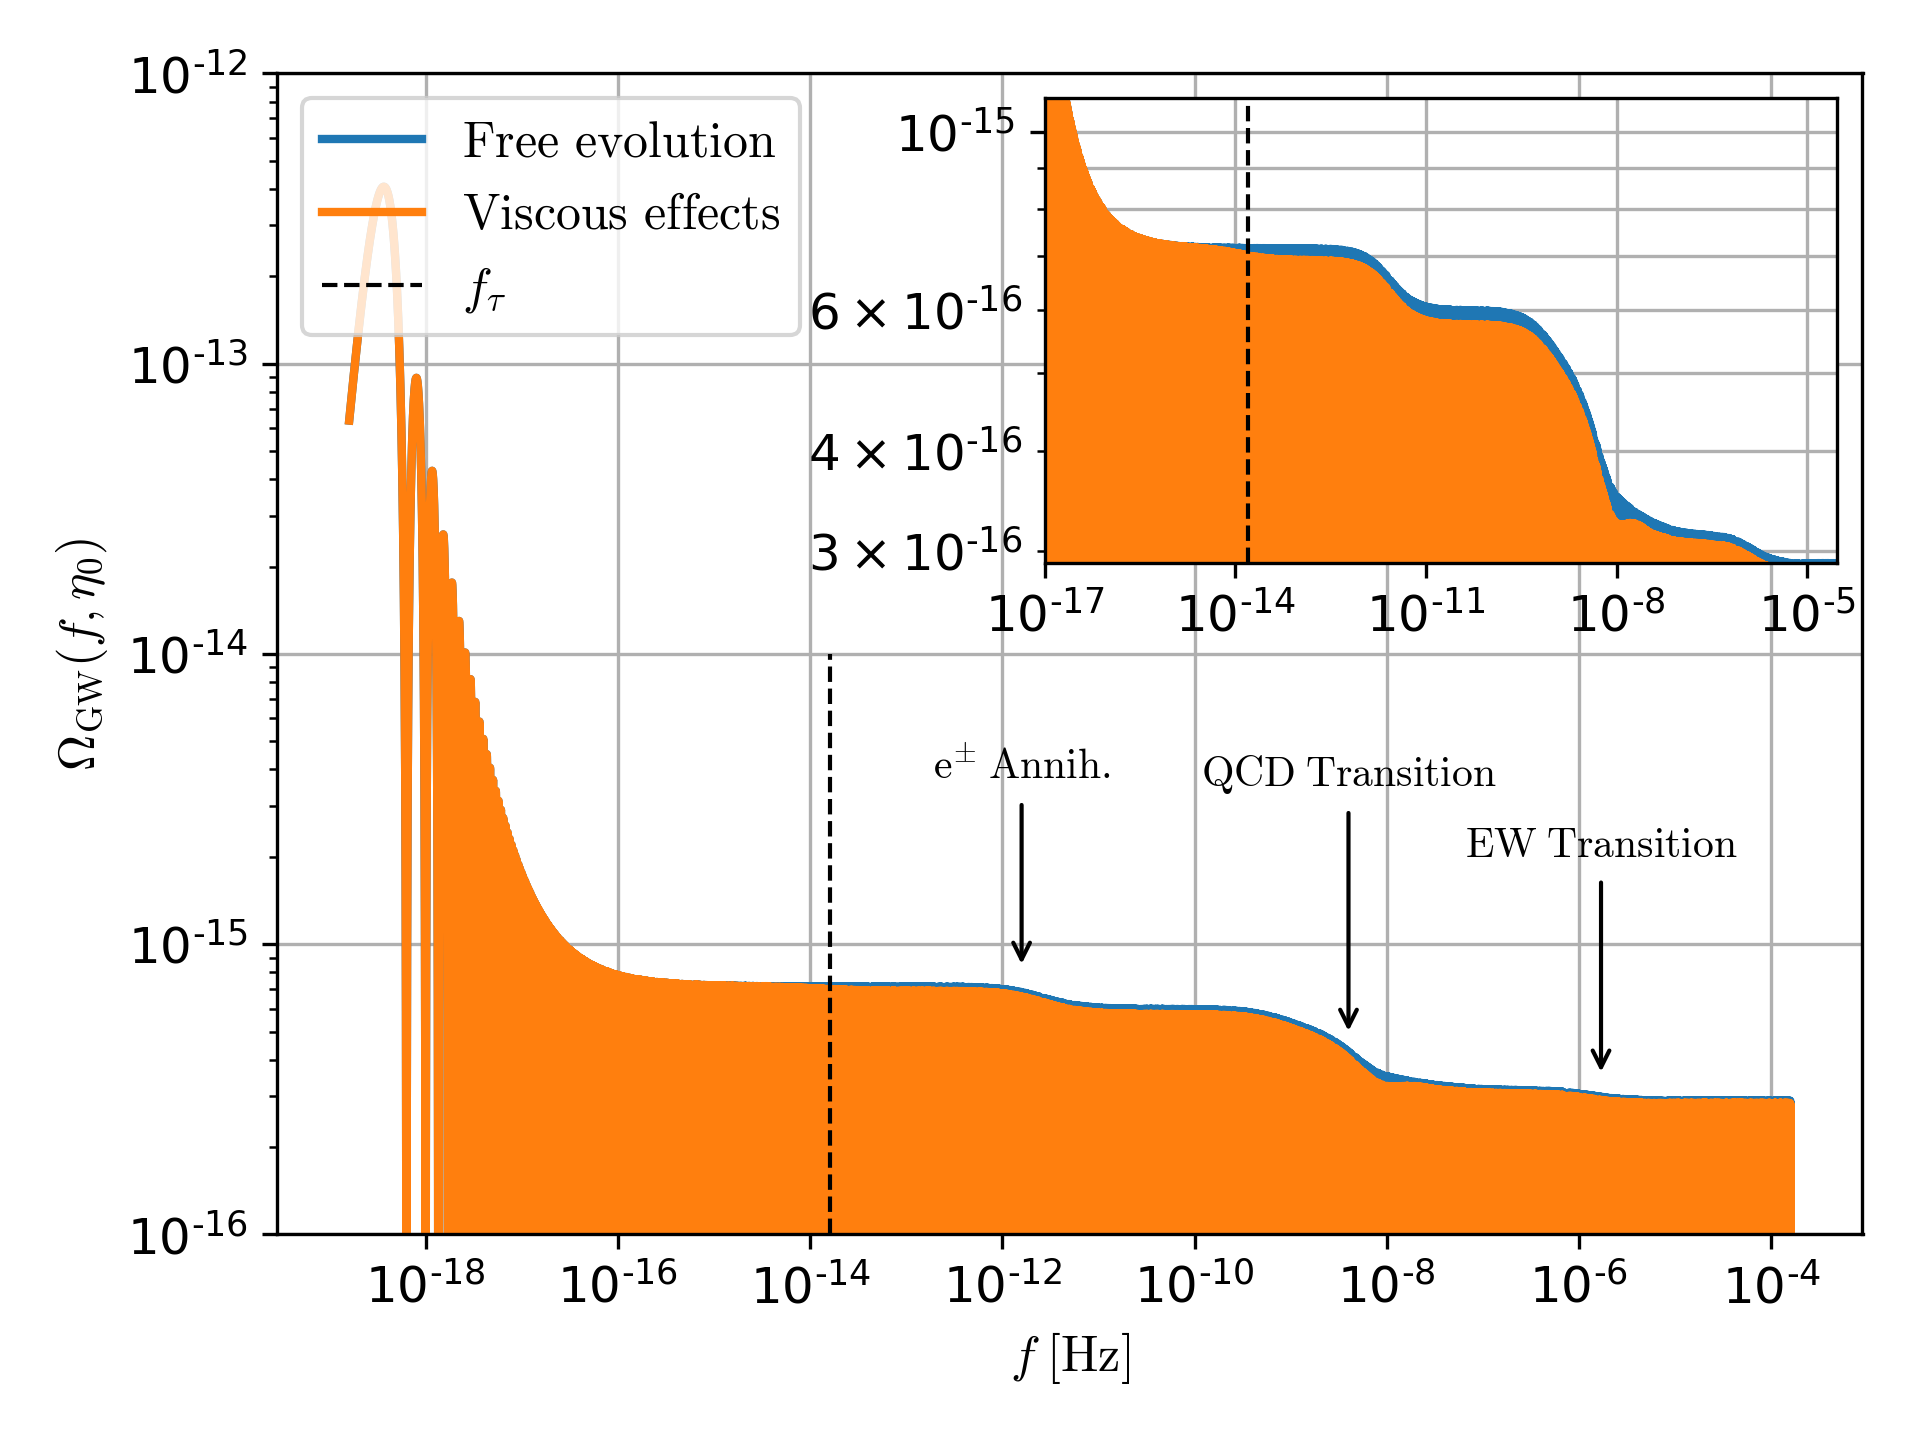 10^-12
10^-13
10^-14
10^-15
10^-16
Ω_GW(f, η_0)
Free evolution
Viscous effects
f_τ
10^-15
6 × 10^-16
4 × 10^-16
3 × 10^-16
10^-17 10^-14 10^-11 10^-8 10^-5
e^± Annih.
QCD Transition
EW Transition
10^-18 10^-16 10^-14 10^-12 10^-10 10^-8 10^-6 10^-4
f [Hz]